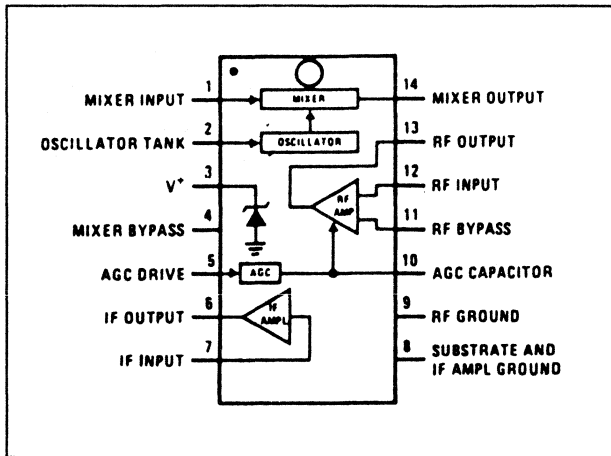 1
MIXER INPUT
MIXER
14
MIXER OUTPUT
2
OSCILLATOR TANK
OSCILLATOR
13
RF OUTPUT
3
V+
12
RF INPUT
RF
AMP
4
MIXER BYPASS
11
RF BYPASS
5
AGC DRIVE
AGC
10
AGC CAPACITOR
6
IF OUTPUT
IF
AMPL
9
RF GROUND
7
IF INPUT
8
SUBSTRATE AND
IF AMPL GROUND